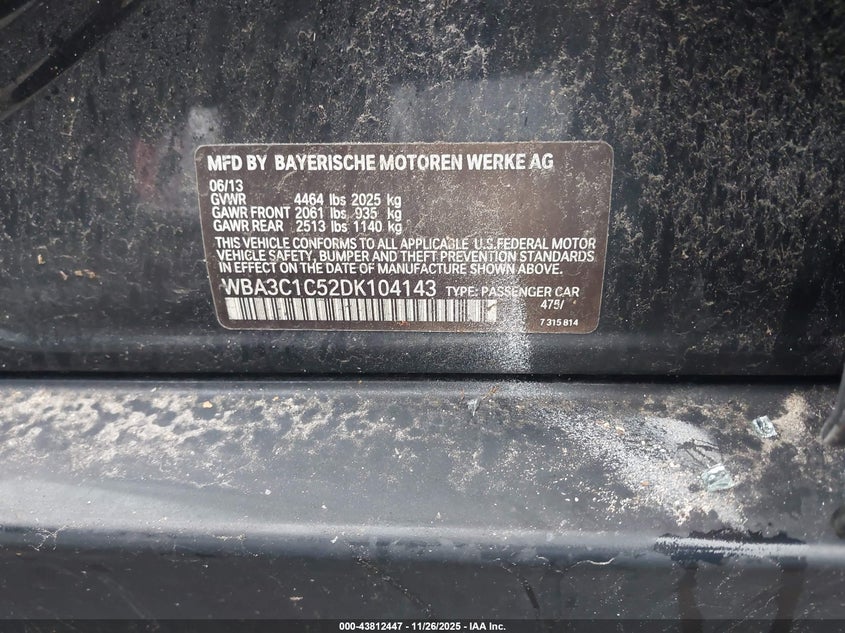 MFD BY BAYERISCHE MOTOREN WERKE AG
06/13
GVWR 4464 lbs 2025 kg
GAWR FRONT 2061 lbs 935 kg
GAWR REAR 2513 lbs 1140 kg
THIS VEHICLE CONFORMS TO ALL APPLICABLE U.S.FEDERAL MOTOR
VEHICLE SAFETY, BUMPER AND THEFT PREVENTION STANDARDS
IN EFFECT ON THE DATE OF MANUFACTURE SHOWN ABOVE.
WBA3C1C52DK104143 TYPE: PASSENGER CAR
475/
7 315 814
000-43812447 - 11/26/2025 - IAA Inc.